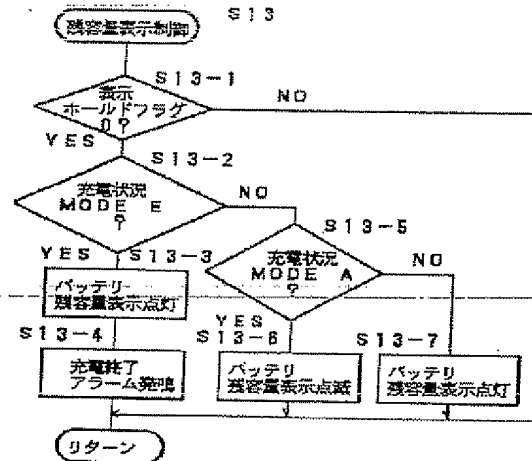 S13
残容量表示制御
S13-1
表示
ホールドフラグ
0?
NO
YES
S13-2
充電状況
MODE E
?
NO
YES
S13-3
バッテリー
残容量表示点灯
S13-4
充電終了
アラーム発鳴
S13-5
充電状況
MODE A
?
NO
YES
S13-6
バッテリ
残容量表示点滅
S13-7
バッテリ
残容量表示点灯
リターン